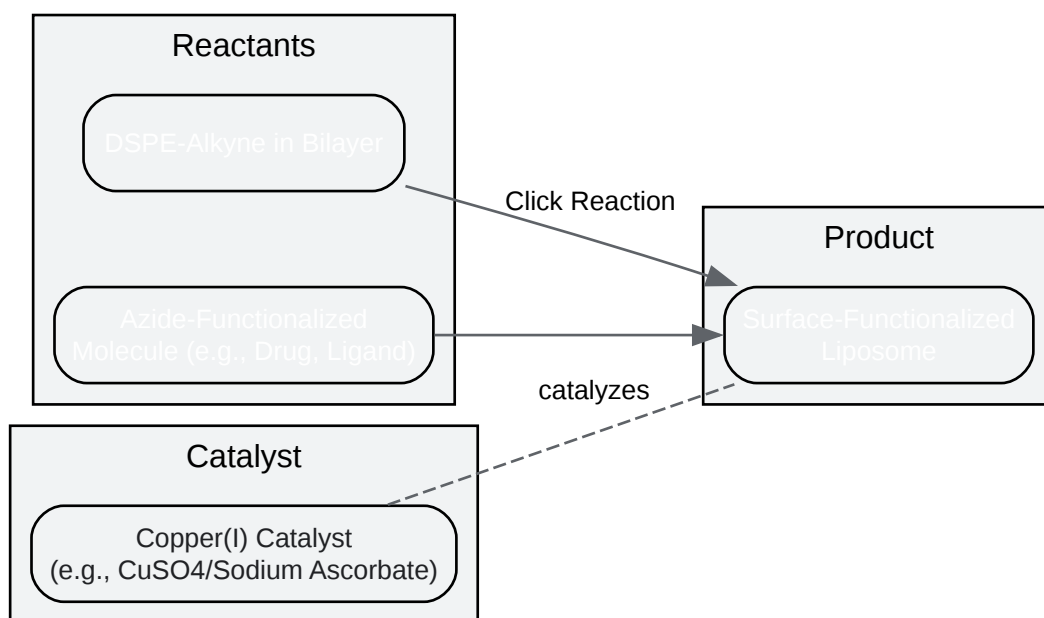 Reactants
DSPE-Alkyne in Bilayer
Click Reaction
Product
Azide-Functionalized
Molecule (e.g., Drug, Ligand)
Surface-Functionalized
Liposome
catalyzes
Catalyst
Copper(I) Catalyst
(e.g., CuSO4/Sodium Ascorbate)